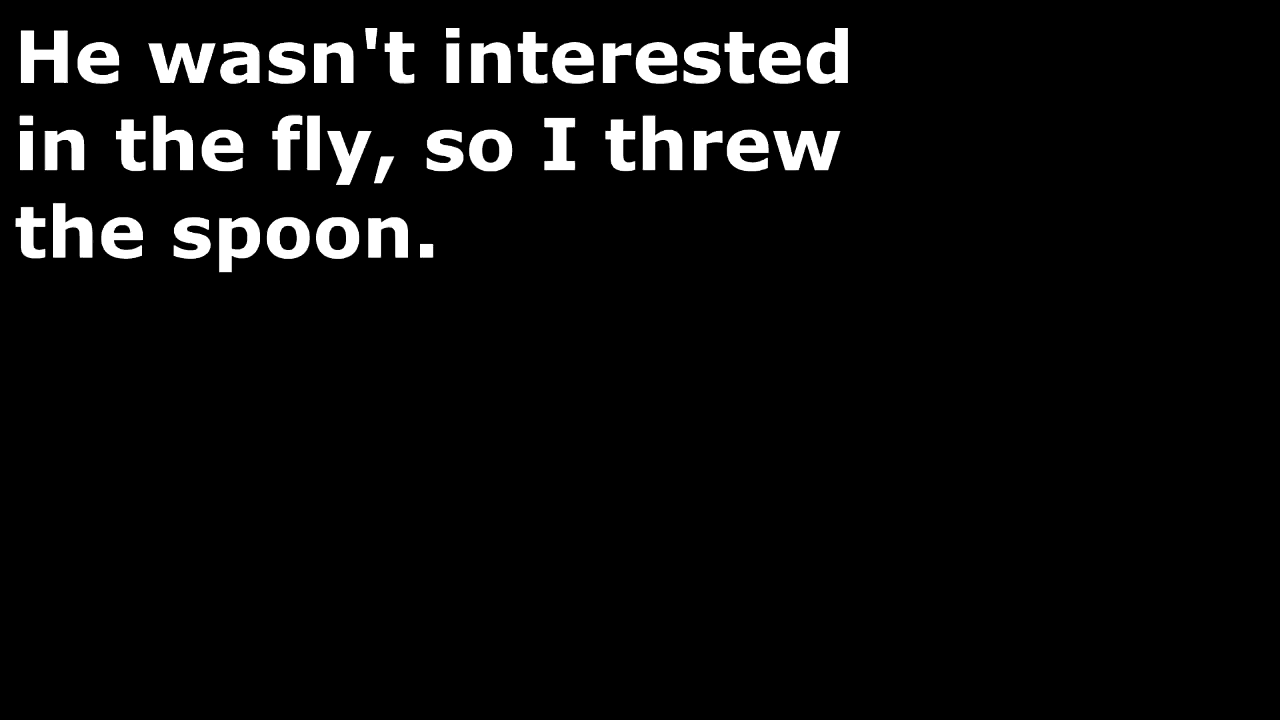 He wasn't interested
in the fly, so I threw
the spoon.